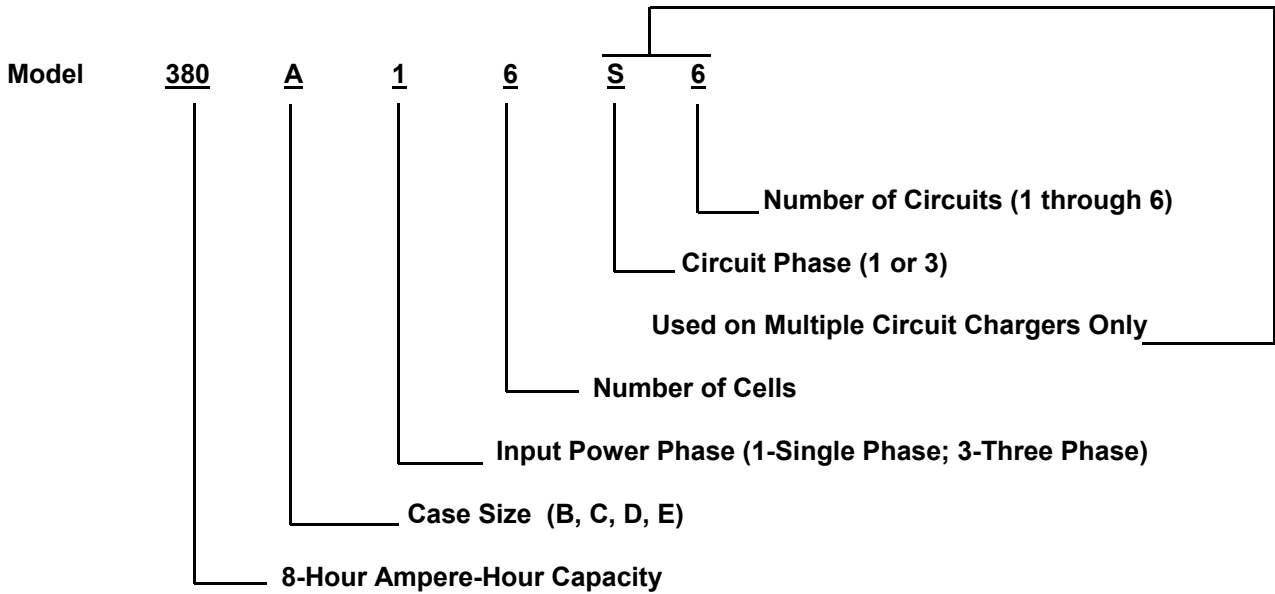 Model 380 A 1 6 S 6
Number of Circuits (1 through 6)
Circuit Phase (1 or 3)
Used on Multiple Circuit Chargers Only
Number of Cells
Input Power Phase (1-Single Phase; 3-Three Phase)
Case Size (B, C, D, E)
8-Hour Ampere-Hour Capacity